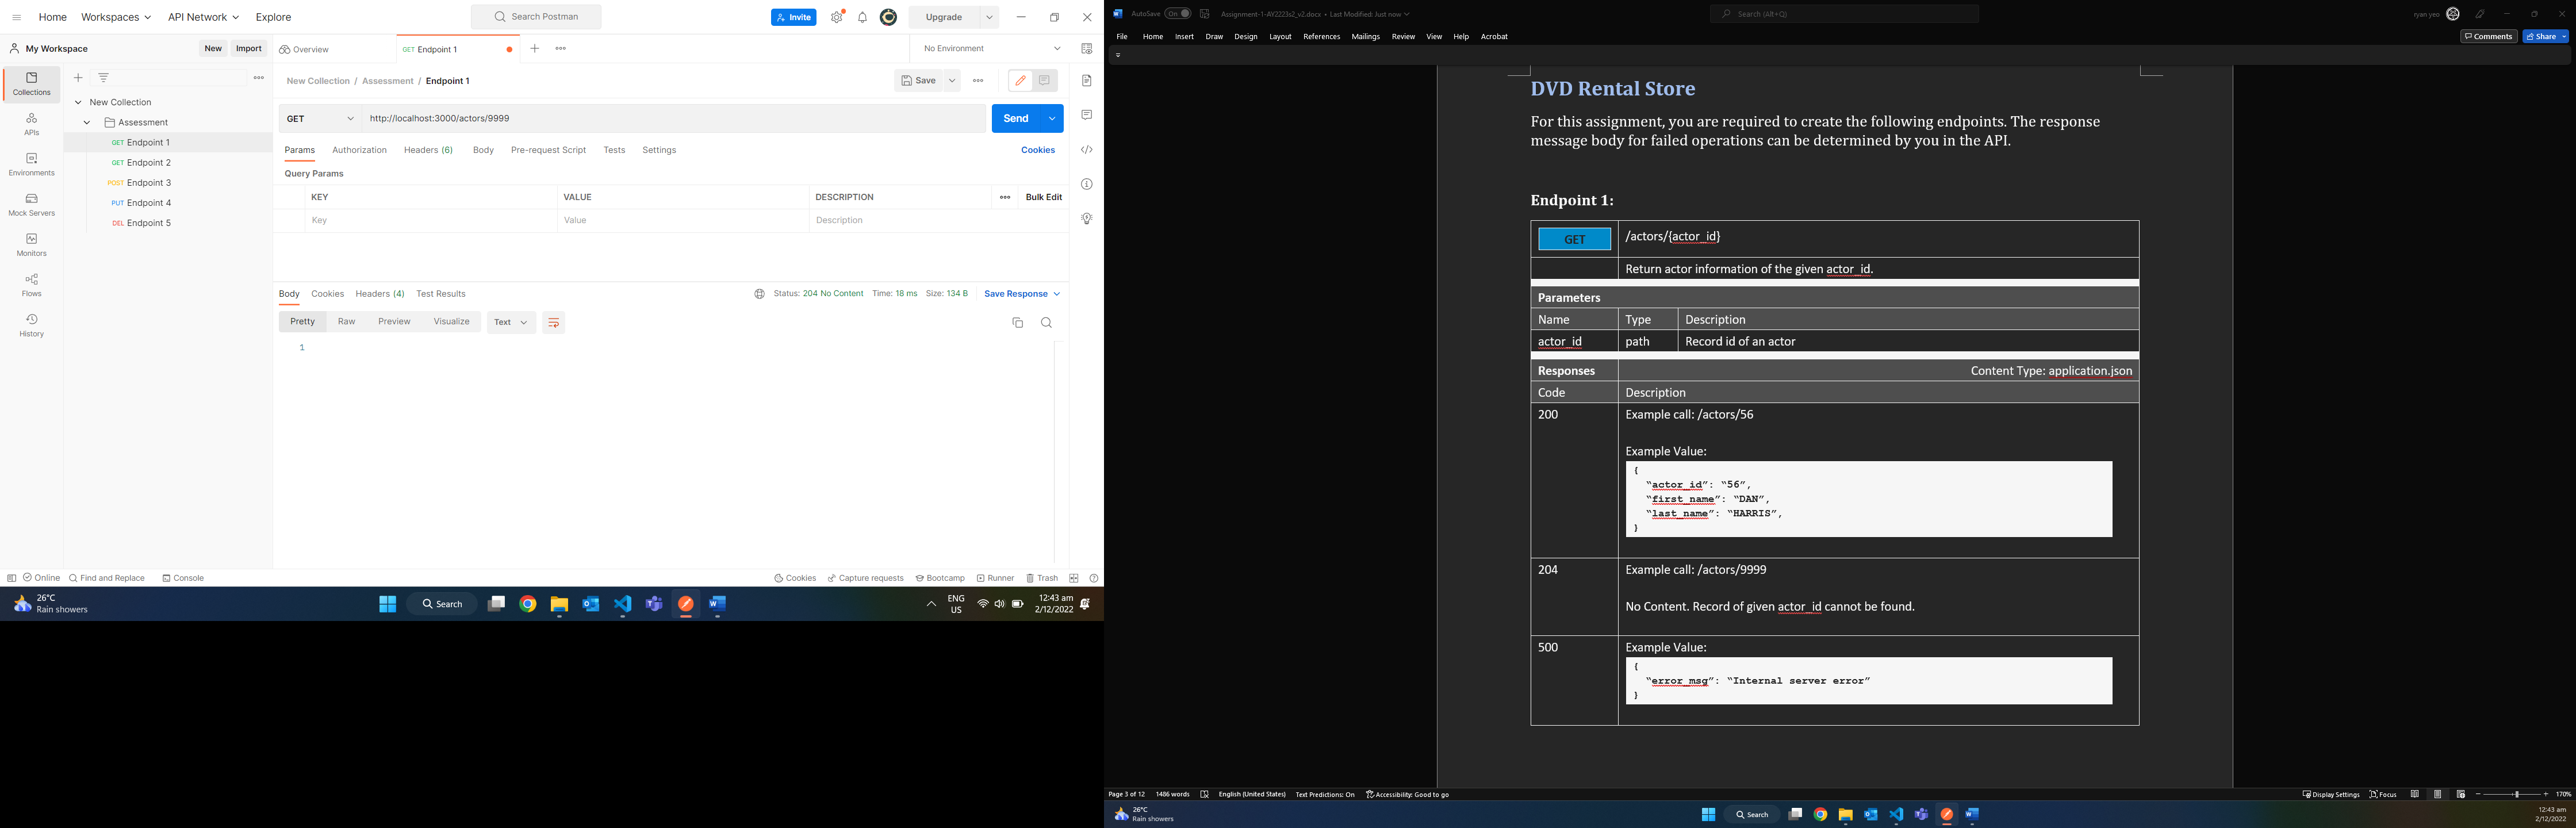 Home Workspaces API Network Explore
Search Postman
Invite
Upgrade
My Workspace
New Import
Overview
GET Endpoint 1
No Environment
Collections
APIs
Environments
Mock Servers
Monitors
Flows
History
New Collection
Assessment
GET Endpoint 1
GET Endpoint 2
POST Endpoint 3
PUT Endpoint 4
DEL Endpoint 5
New Collection / Assessment / Endpoint 1
Save
GET http://localhost:3000/actors/9999
Send
Params Authorization Headers (6) Body Pre-request Script Tests Settings Cookies
Query Params
KEY VALUE DESCRIPTION Bulk Edit
Key Value Description
Body Cookies Headers (4) Test Results Status: 204 No Content Time: 18 ms Size: 134 B Save Response
Pretty Raw Preview Visualize Text
1
Online Find and Replace Console Cookies Capture requests Bootcamp Runner Trash
26°C
Rain showers
Search
ENG
US
12:43 am
2/12/2022
AutoSave On Assignment-1-AY2223s2_v2.docx • Last Modified: Just now
Search (Alt+Q)
ryan yeo
File Home Insert Draw Design Layout References Mailings Review View Help Acrobat
Comments Share
DVD Rental Store
For this assignment, you are required to create the following endpoints. The response
message body for failed operations can be determined by you in the API.
Endpoint 1:
GET /actors/{actor_id}
Return actor information of the given actor_id.
Parameters
Name Type Description
actor_id path Record id of an actor
Responses Content Type: application.json
Code Description
200 Example call: /actors/56
Example Value:
{
“actor_id”: “56”,
“first_name”: “DAN”,
“last_name”: “HARRIS”,
}
204 Example call: /actors/9999
No Content. Record of given actor_id cannot be found.
500 Example Value:
{
“error_msg”: “Internal server error”
}
Page 3 of 12 1486 words English (United States) Text Predictions: On Accessibility: Good to go
Display Settings Focus 170%
26°C
Rain showers
Search
12:43 am
2/12/2022